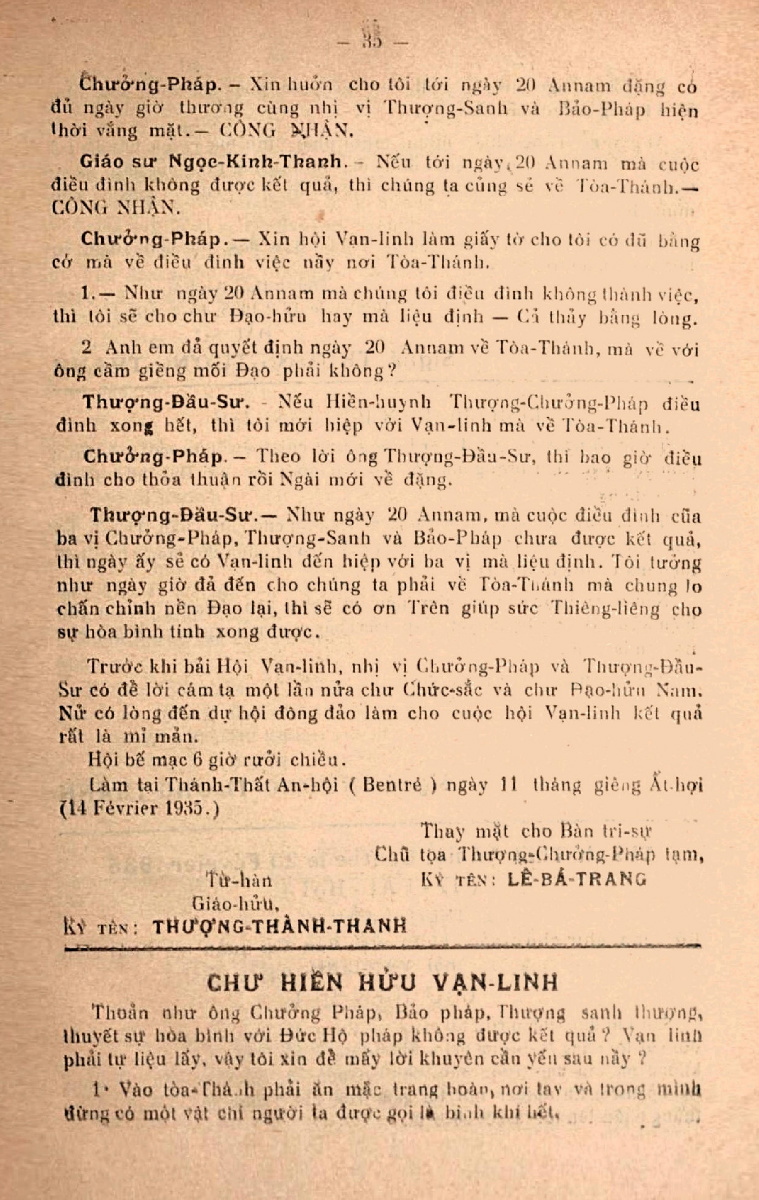 — 35 —
Chưởng-Pháp. — Xin huởn cho tôi tới ngày 20 Annam đặng có
đủ ngày giờ thương cùng nhị vị Thượng-Sanh và Bảo-Pháp hiện
thời vắng mặt.— CÔNG NHẬN.
Giáo sư Ngọc-Kinh-Thanh. — Nếu tới ngày 20 Annam mà cuộc
điều đình không được kết quả, thì chúng ta củng sẻ về Tòa-Thánh.—
CÔNG NHẬN.
Chưởng-Pháp.— Xin hội Vạn-linh làm giấy tờ cho tôi có đũ bằng
cớ mà về điều đình việc nầy nơi Tòa-Thánh.
1.— Như ngày 20 Annam mà chúng tôi điều đình không thành việc,
thì tôi sẽ cho chư Đạo-hữu hay mà liệu định — Cả thảy bằng lòng.
2 Anh em đả quyết định ngày 20 Annam về Tòa-Thánh, mà về với
ông cầm giềng mối Đạo phải không?
Thượng-Đầu-Sư. - Nếu Hiền-huynh Thượng-Chưởng-Pháp điều
đình xong hết, thì tôi mới hiệp với Vạn-linh mà về Tòa-Thánh.
Chưởng-Pháp.— Theo lời ông Thượng-Đầu-Sư, thì bao giờ điều
đình cho thỏa thuận rồi Ngài mới về đặng.
Thượng-Đầu-Sư.— Như ngày 20 Annam, mà cuộc điều đình cũa
ba vị Chưởng-Pháp, Thượng-Sanh và Bảo-Pháp chưa được kết quả,
thì ngày ấy sẻ có Vạn-linh đến hiệp với ba vị mà liệu định. Tôi tưởng
như ngày giờ đả đến cho chúng ta phải về Tòa-Thánh mà chung lo
chấn chỉnh nền Đạo lại, thì sẽ có ơn Trên giúp sức Thiêng-liêng cho
sự hòa bình tính xong được.
Trước khi bải Hội Vạn-linh, nhị vị Chưởng-Pháp và Thượng-Đầu-
Sư có để lời cám tạ một lần nửa chư Chức-sắc và chư Đạo-hửu Nam.
Nử có lòng đến dự hội đông đảo làm cho cuộc hội Vạn-linh kết quả
rất là mỉ mản.
Hội bế mạc 6 giờ rưởi chiều.
Làm tai Thánh-Thất An-hội ( Bentré ) ngày 11 tháng giêng Ất-hợi
(14 Février 1935.)
Thay mặt cho Bàn tri-sự
Chũ tọa Thượng-Chưởng-Pháp tạm,
KÝ TÊN: LÊ-BÁ-TRANG
Từ-hàn
Giáo-hửu,
KÝ TÊN: THƯỢNG-THÀNH-THANH
CHƯ HIỀN HỬU VẠN-LINH
Thoản như ông Chưởng Pháp, Bảo pháp, Thượng sanh thượng,
thuyết sự hòa bình với Đức Hộ pháp không được kết quả? Vạn linh
phải tự liệu lấy, vậy tôi xin để mấy lời khuyên cần yếu sau nầy?
1· Vào tòa-Thánh phải ăn mặc trang hoàn, nơi tay và trong mình
đừng có một vật chi người ta được gọi là binh khí hết.